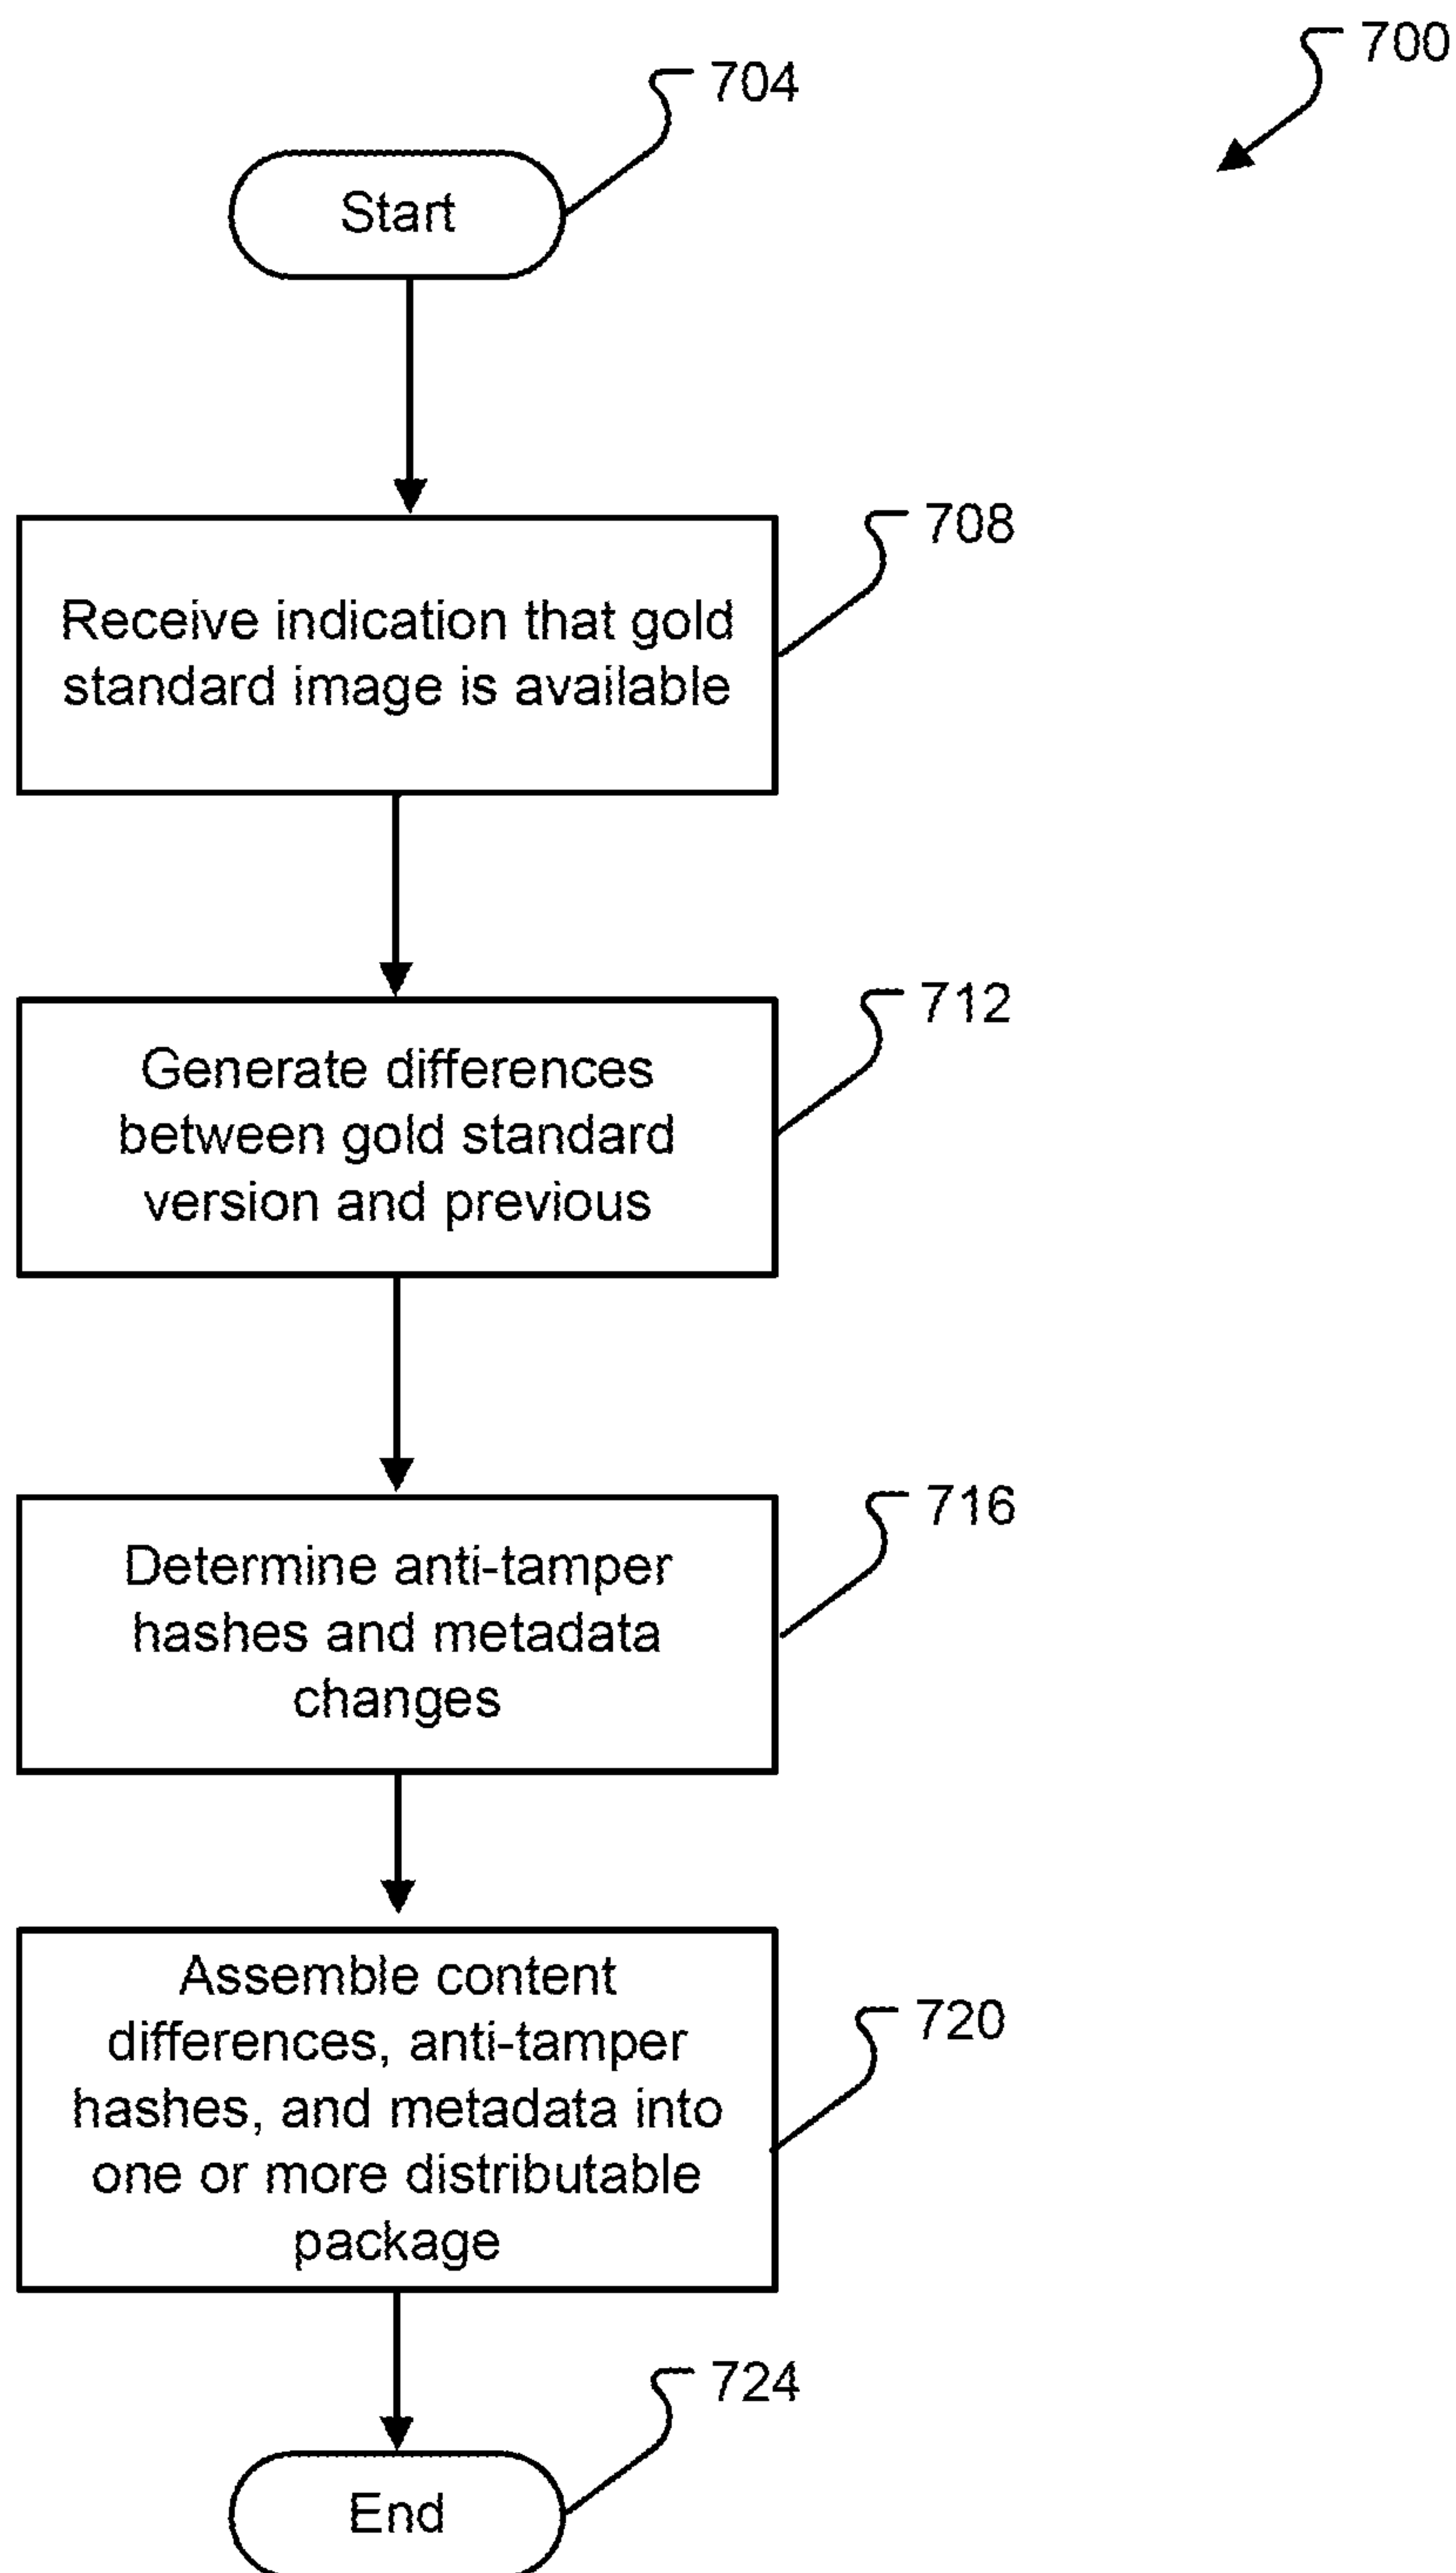 700
704
Start
708
Receive indication that gold
standard image is available
712
Generate differences
between gold standard
version and previous
716
Determine anti-tamper
hashes and metadata
changes
Assemble content
differences, anti-tamper
720
hashes, and metadata into
one or more distributable
package
724
End